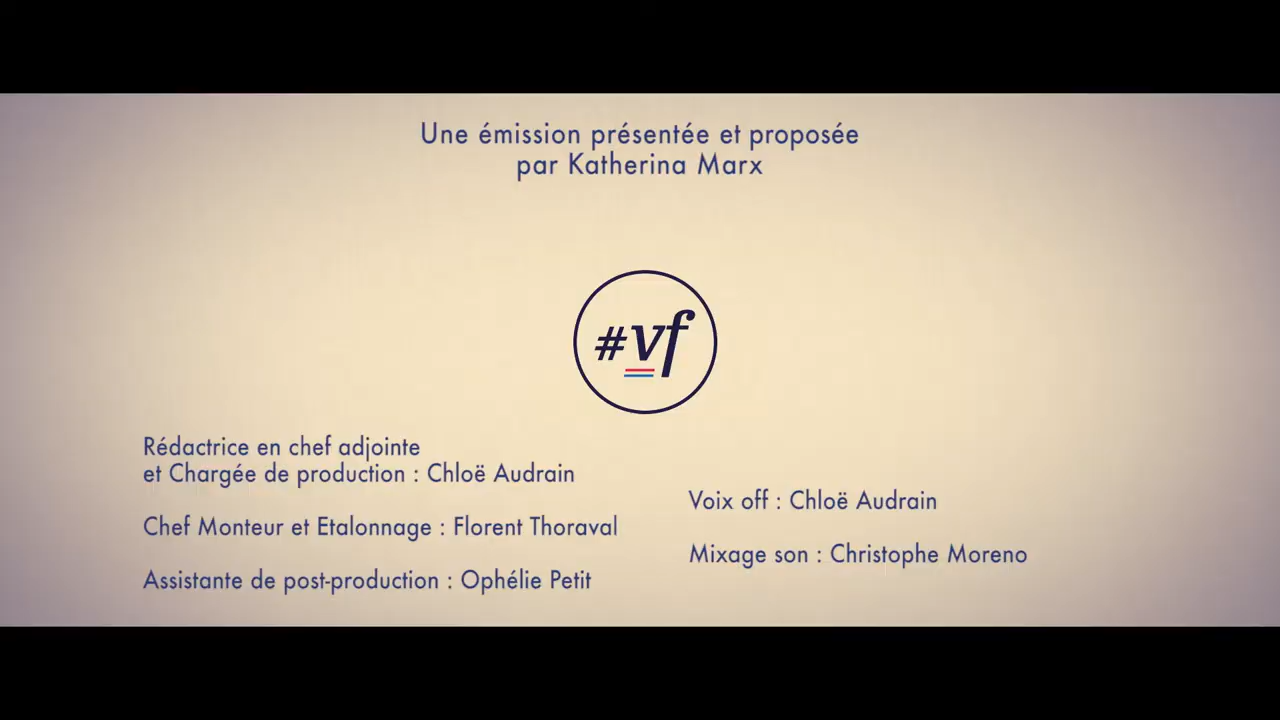 Une émission présentée et proposée
par Katherina Marx
#vf
Rédactrice en chef adjointe
et Chargée de production : Chloë Audrain
Chef Monteur et Etalonnage : Florent Thoraval
Assistante de post-production : Ophélie Petit
Voix off : Chloë Audrain
Mixage son : Christophe Moreno